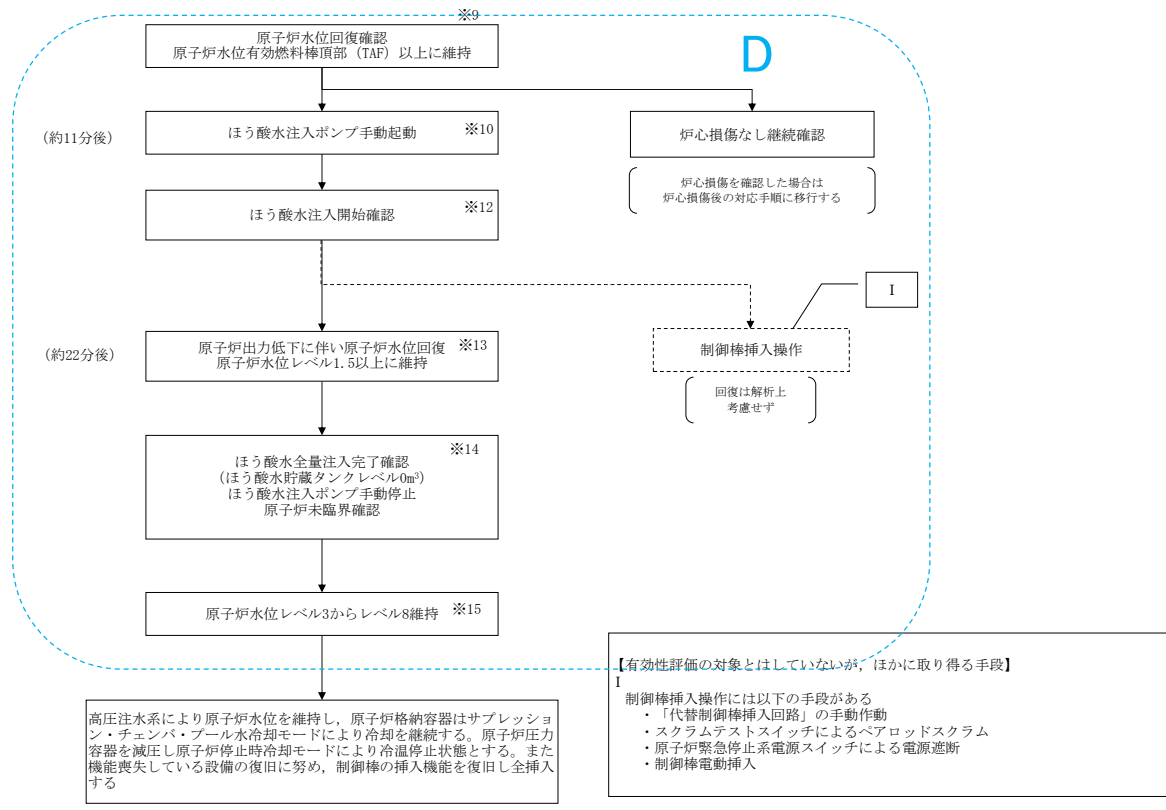 ※9
原子炉水位回復確認
原子炉水位有効燃料棒頂部（TAF）以上に維持
D
(約11分後)
ほう酸水注入ポンプ手動起動
※10
炉心損傷なし継続確認
炉心損傷を確認した場合は
炉心損傷後の対応手順に移行する
ほう酸水注入開始確認
※12
I
(約22分後)
原子炉出力低下に伴い原子炉水位回復
原子炉水位レベル1.5以上に維持
※13
制御棒挿入操作
回復は解析上
考慮せず
※14
ほう酸水全量注入完了確認
(ほう酸水貯蔵タンクレベル0m³)
ほう酸水注入ポンプ手動停止
原子炉未臨界確認
原子炉水位レベル3からレベル8維持
※15
高圧注水系により原子炉水位を維持し，原子炉格納容器はサプレッショ
ン・チェンバ・プール水冷却モードにより冷却を継続する。原子炉圧力
容器を減圧し原子炉停止時冷却モードにより冷温停止状態とする。また
機能喪失している設備の復旧に努め，制御棒の挿入機能を復旧し全挿入
する
【有効性評価の対象とはしていないが，ほかに取り得る手段】
I
制御棒挿入操作には以下の手段がある
・「代替制御棒挿入回路」の手動作動
・スクラムテストスイッチによるペアロッドスクラム
・原子炉緊急停止系電源スイッチによる電源遮断
・制御棒電動挿入